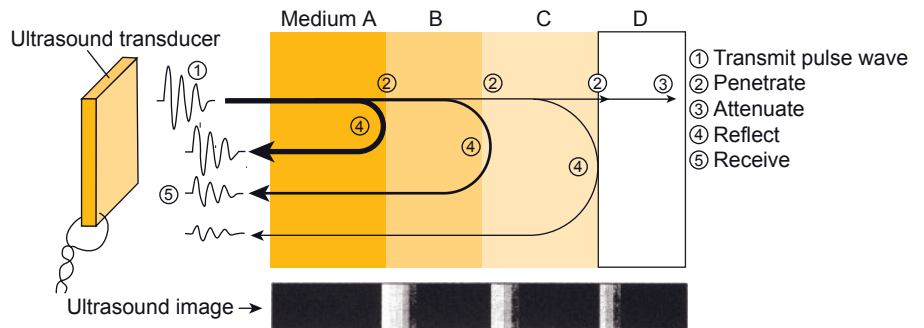 Medium A B C D
Ultrasound transducer
① Transmit pulse wave
② Penetrate
③ Attenuate
④ Reflect
⑤ Receive
①
② ② ② ③
④ ④ ④
⑤
Ultrasound image